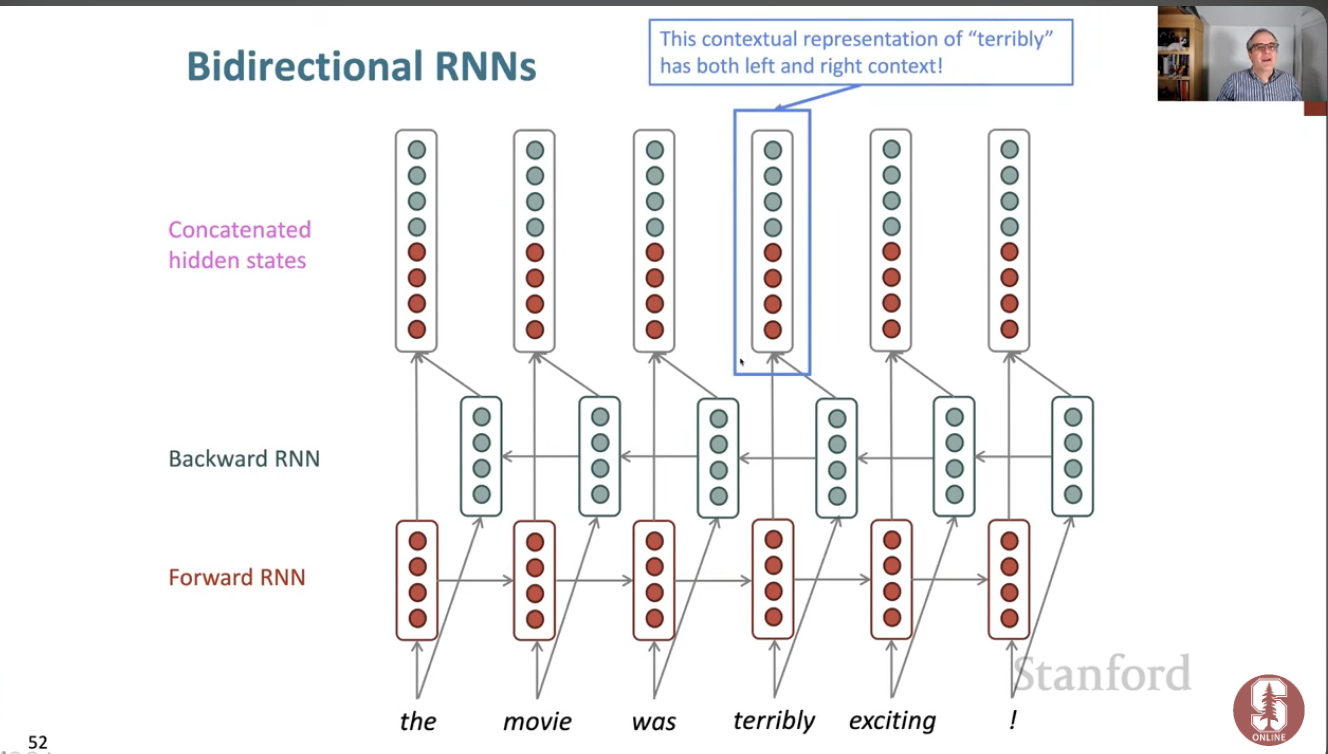 Bidirectional RNNs
This contextual representation of “terribly”
has both left and right context!
Concatenated
hidden states
Backward RNN
Forward RNN
the movie was terribly exciting !
Stanford
S
ONLINE
52